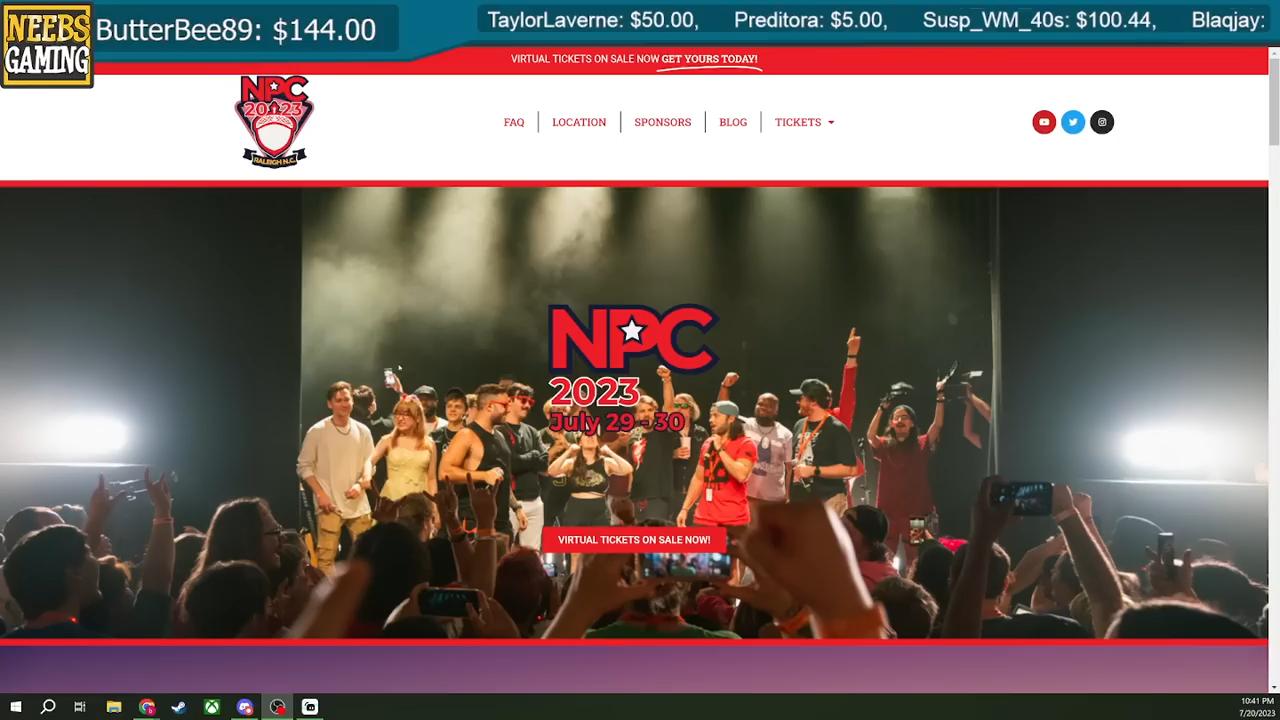 NEEBS
GAMING
ButterBee89: $144.00
TaylorLaverne: $50.00, Preditora: $5.00, Susp_WM_40s: $100.44, Blaqjay:
VIRTUAL TICKETS ON SALE NOW GET YOURS TODAY!
NPC
2023
RALEIGH N.C.
FAQ
LOCATION
SPONSORS
BLOG
TICKETS
NPC
2023
July 29 - 30
VIRTUAL TICKETS ON SALE NOW!
10:41 PM
7/20/2023